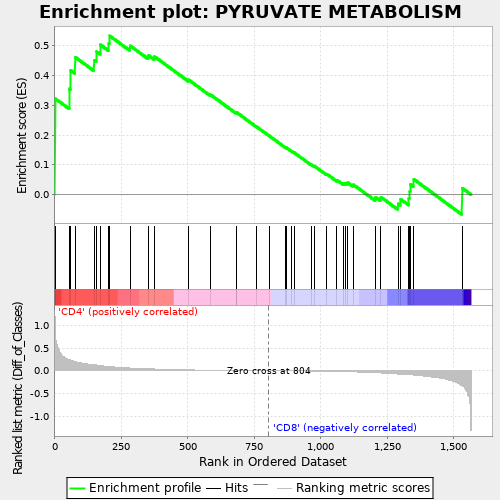 Enrichment plot: PYRUVATE METABOLISM
Enrichment score (ES)
0.5
0.4
0.3
0.2
0.1
0.0
'CD4' (positively correlated)
Ranked list metric (Diff_of_Classes)
1.0
0.5
0.0
-0.5
-1.0
Zero cross at 804
'CD8' (negatively correlated)
0 250 500 750 1,000 1,250 1,500
Rank in Ordered Dataset
Enrichment profile Hits Ranking metric scores